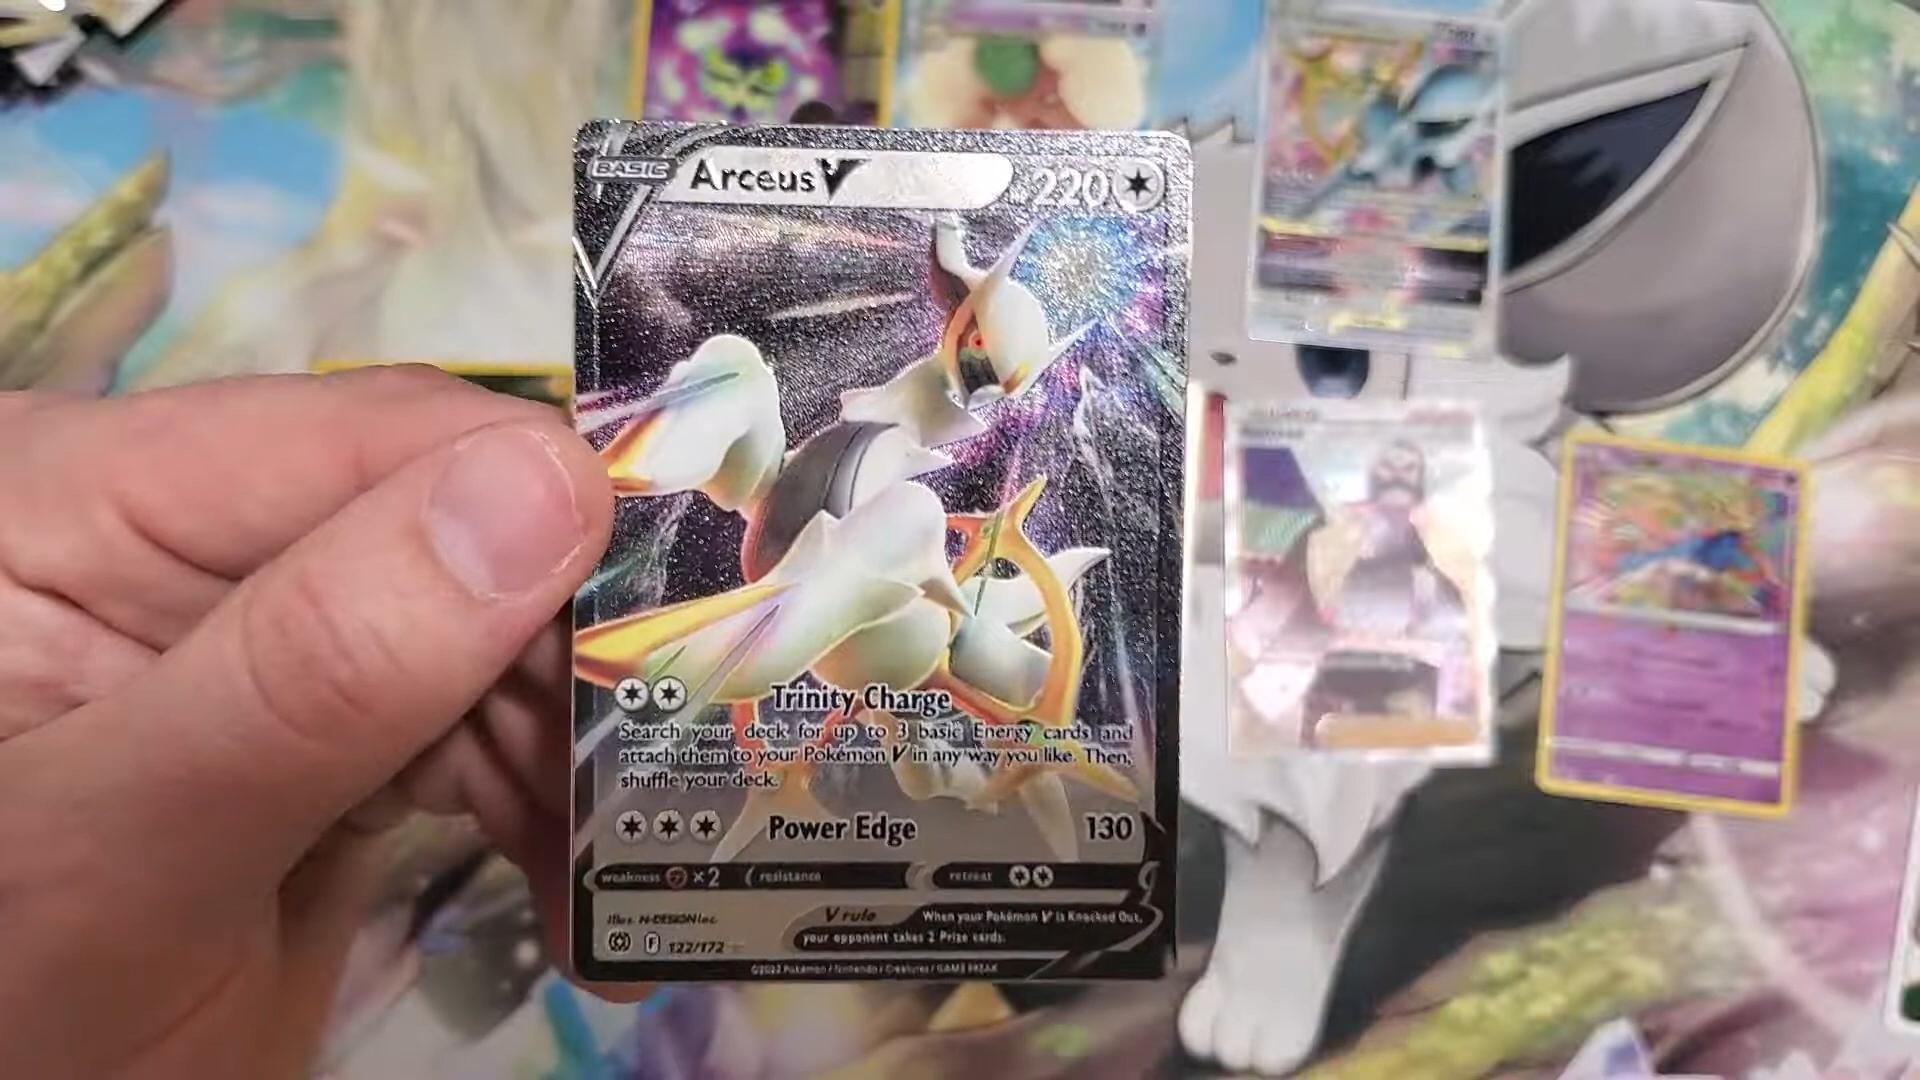 BASIC Arceus V 220
Trinity Charge
Search your deck for up to 3 basic Energy cards and
attach them to your Pokémon V in any way you like. Then,
shuffle your deck.
Power Edge 130
weakness ×2 resistance retreat
Illus. N-DESIGN Inc.
V rule When your Pokémon V is Knocked Out,
your opponent takes 2 Prize cards.
F 122/172
©2022 Pokémon / Nintendo / Creatures / GAME FREAK